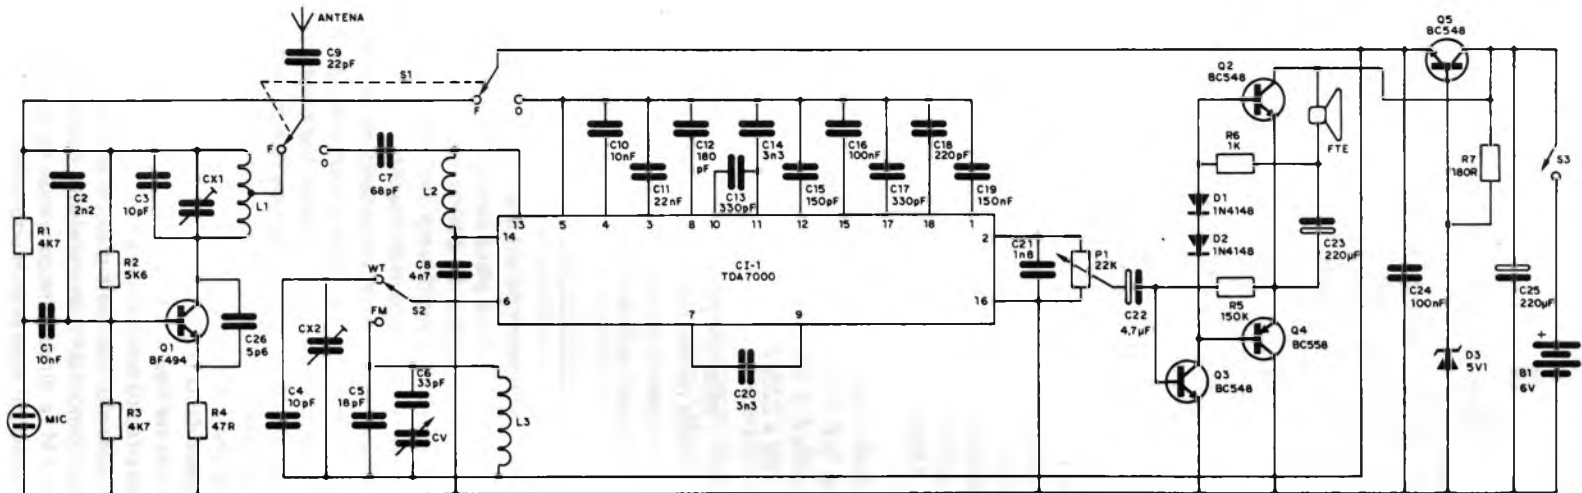 ANTENA
C9
22pF
S1
F
O
F
O
Q5
BC548
Q2
BC548
C2
2n2
C3
10pF
CX1
L1
C7
68pF
L2
C10
10nF
C11
22nF
C12
180
pF
C13
330pF
C14
3n3
C15
150pF
C16
100nF
C17
330pF
C18
220pF
C19
150nF
R6
1K
FTE
R7
180R
S3
R1
4K7
R2
5K6
13
5
4
3
8
10
11
12
15
17
18
1
14
6
2
16
7
9
CI-1
TDA7000
C8
4n7
WT
S2
FM
C21
1n8
P1
22K
D1
1N4148
D2
1N4148
C23
220µF
R5
150K
C22
4,7µF
C24
100nF
C25
220µF
C1
10nF
Q1
BF494
C26
5p6
CX2
C6
33pF
C4
10pF
C5
18pF
CV
L3
C20
3n3
Q3
BC548
Q4
BC558
D3
5V1
+
B1
6V
MIC
R3
4K7
R4
47R